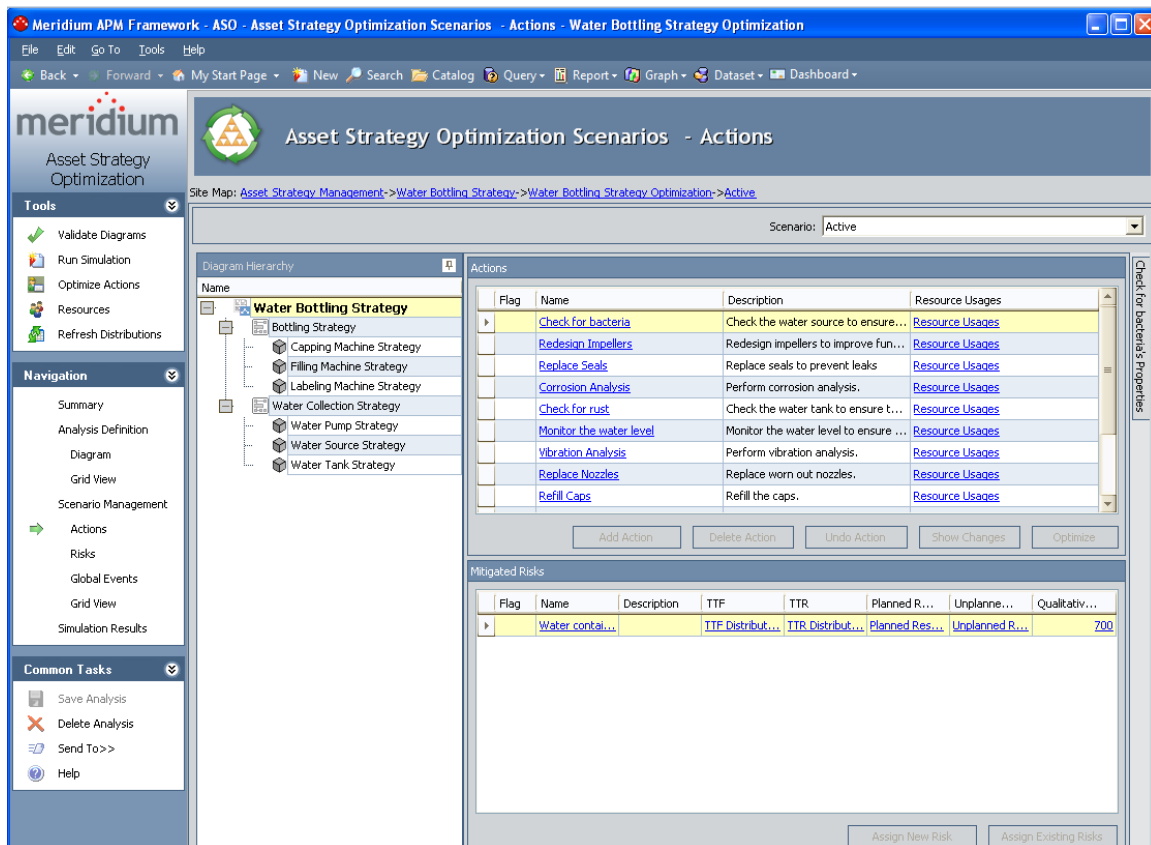 Meridium APM Framework - ASO - Asset Strategy Optimization Scenarios - Actions - Water Bottling Strategy Optimization
File Edit Go To Tools Help
Back Forward My Start Page New Search Catalog Query Report Graph Dataset Dashboard
meridium
Asset Strategy
Optimization
Tools
Validate Diagrams
Run Simulation
Optimize Actions
Resources
Refresh Distributions
Navigation
Summary
Analysis Definition
Diagram
Grid View
Scenario Management
Actions
Risks
Global Events
Grid View
Simulation Results
Common Tasks
Save Analysis
Delete Analysis
Send To>>
Help
Asset Strategy Optimization Scenarios - Actions
Site Map: Asset Strategy Management->Water Bottling Strategy->Water Bottling Strategy Optimization->Active
Scenario: Active
Diagram Hierarchy
Name
Water Bottling Strategy
Bottling Strategy
Capping Machine Strategy
Filling Machine Strategy
Labeling Machine Strategy
Water Collection Strategy
Water Pump Strategy
Water Source Strategy
Water Tank Strategy
Actions
Flag Name Description Resource Usages
Check for bacteria Check the water source to ensure... Resource Usages
Redesign Impellers Redesign impellers to improve fun... Resource Usages
Replace Seals Replace seals to prevent leaks Resource Usages
Corrosion Analysis Perform corrosion analysis. Resource Usages
Check for rust Check the water tank to ensure t... Resource Usages
Monitor the water level Monitor the water level to ensure ... Resource Usages
Vibration Analysis Perform vibration analysis. Resource Usages
Replace Nozzles Replace worn out nozzles. Resource Usages
Refill Caps Refill the caps. Resource Usages
Add Action Delete Action Undo Action Show Changes Optimize
Mitigated Risks
Flag Name Description TTF TTR Planned R... Unplanne... Qualitativ...
Water contai... TTF Distribut... TTR Distribut... Planned Res... Unplanned R... 700
Assign New Risk Assign Existing Risks
Check for bacteria's Properties